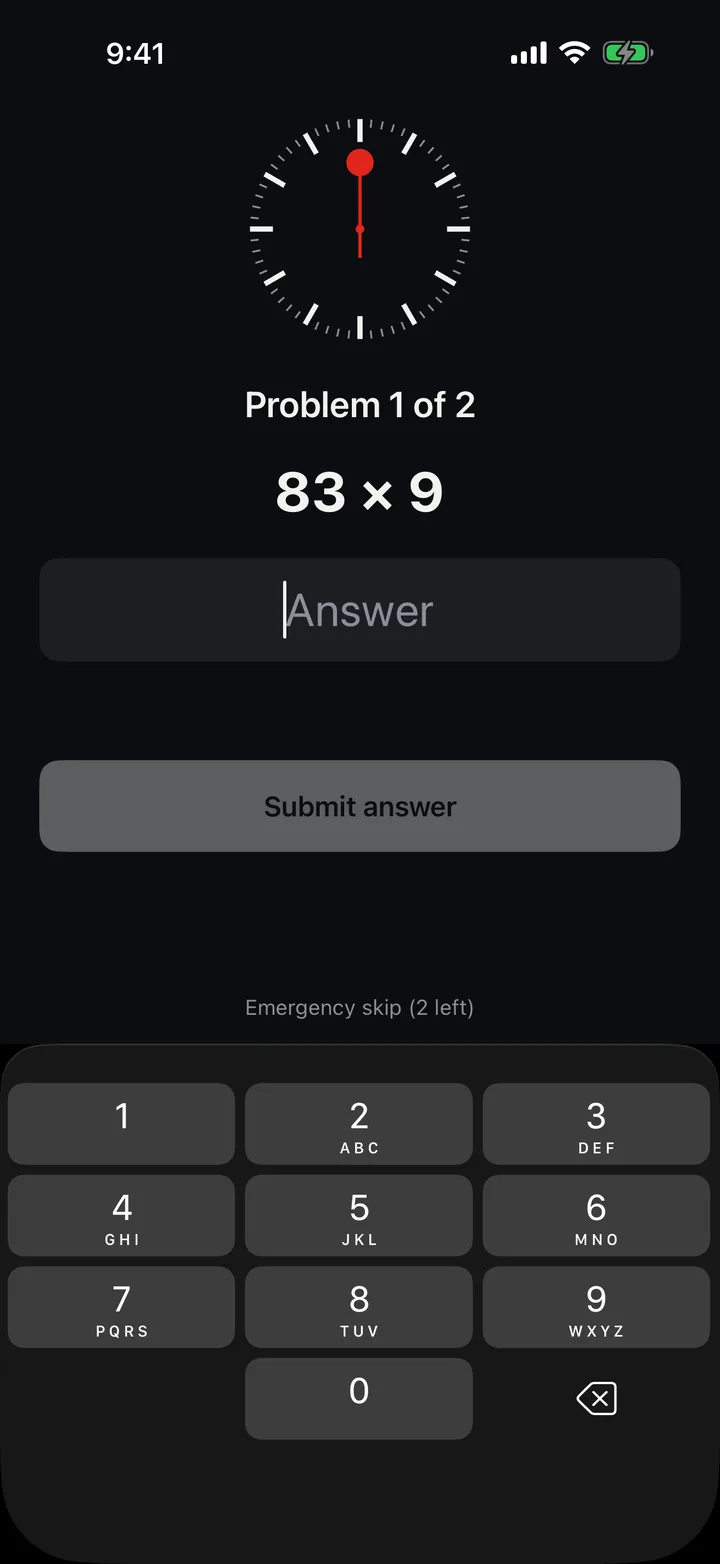 9:41
Problem 1 of 2
83 × 9
Answer
Submit answer
Emergency skip (2 left)
1
2
ABC
3
DEF
4
GHI
5
JKL
6
MNO
7
PQRS
8
TUV
9
WXYZ
0